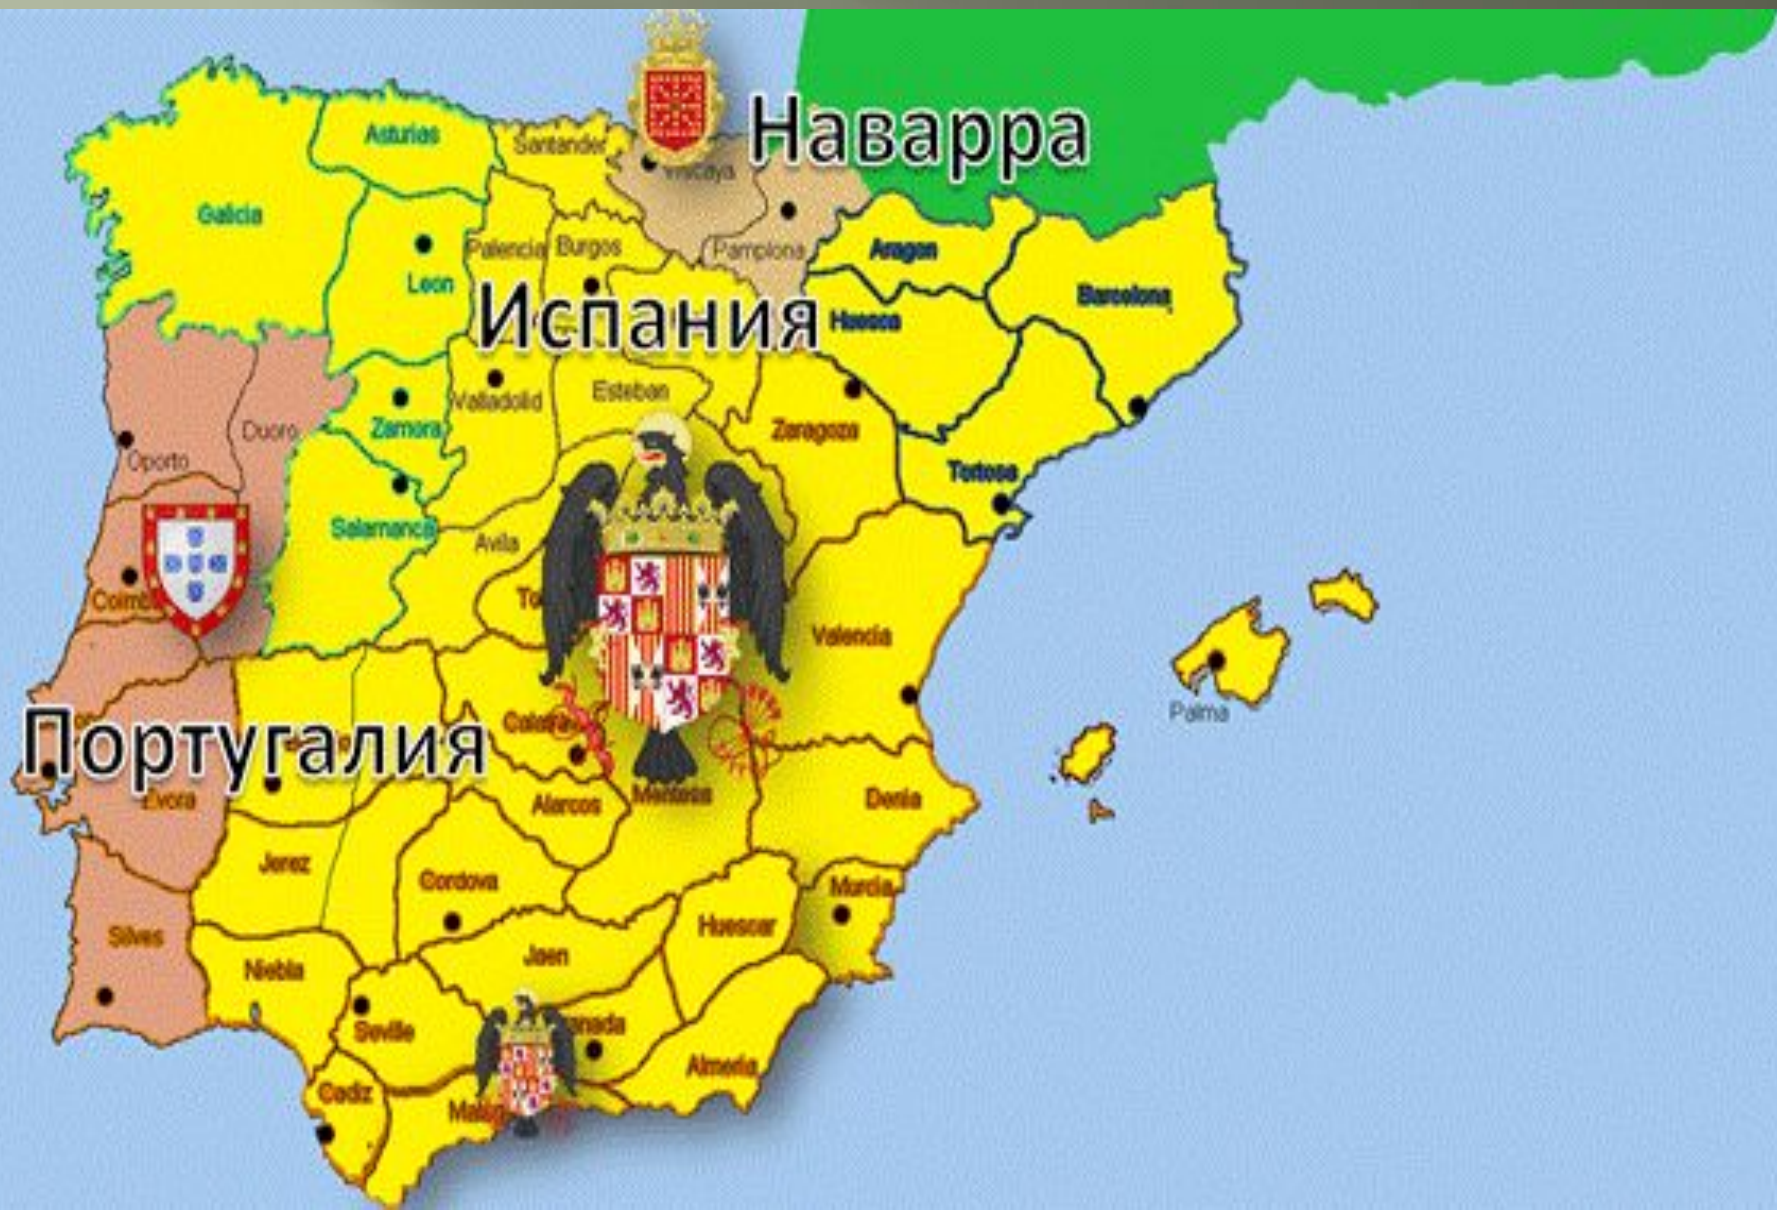 Наварра
Asturias
Santander
Galicia
Leon
Palencia
Burgos
Pamplona
Aragon
Barcelona
Испания
Huesca
Valladolid
Esteban
Zamora
Duoro
Zaragoza
Oporto
Tortosa
Salamanca
Avila
Valencia
Palma
Португалия
Evora
Alarcos
Mentesa
Denia
Jerez
Cordova
Murcia
Huescar
Silves
Jaen
Niebla
Seville
Almeria
Cadiz